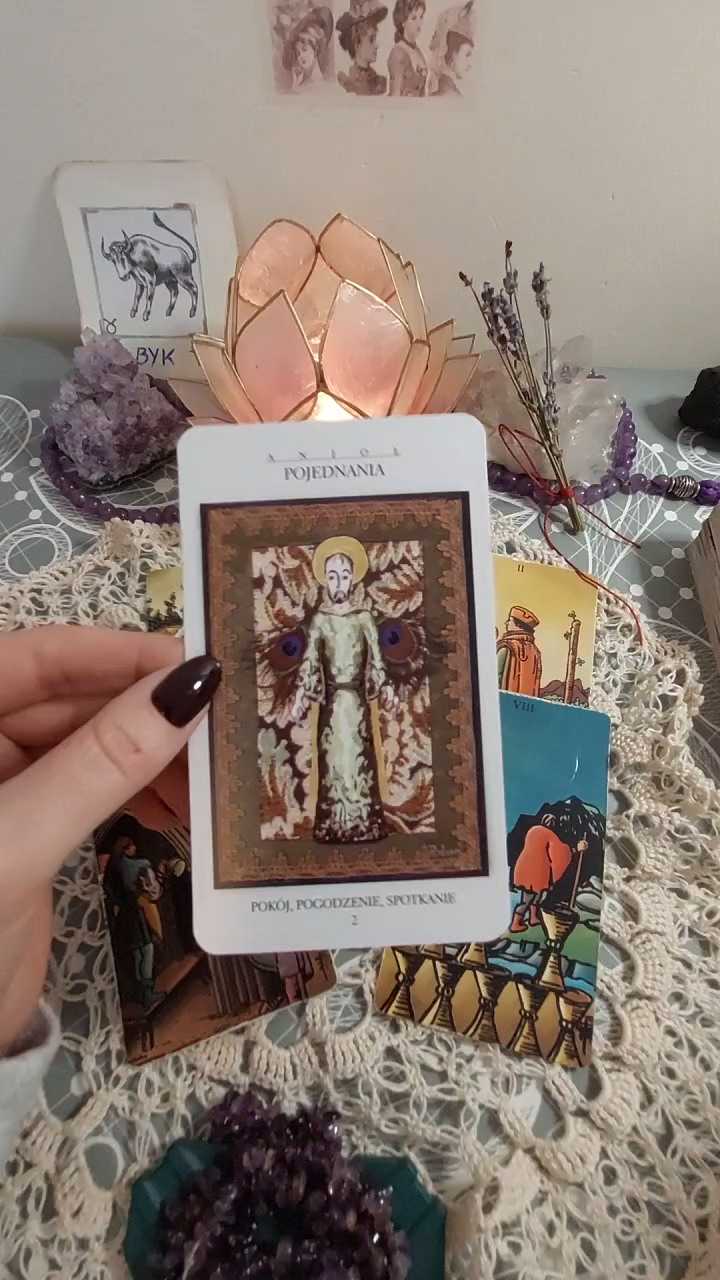 BYK
ANIOŁ
POJEDNANIA
II
VIII
POKÓJ, POGODZENIE, SPOTKANIE
2